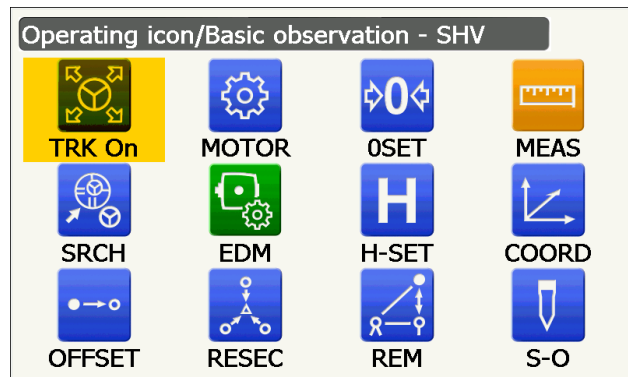 Operating icon/Basic observation - SHV
TRK On MOTOR 0SET MEAS
SRCH EDM H-SET COORD
OFFSET RESEC REM S-O